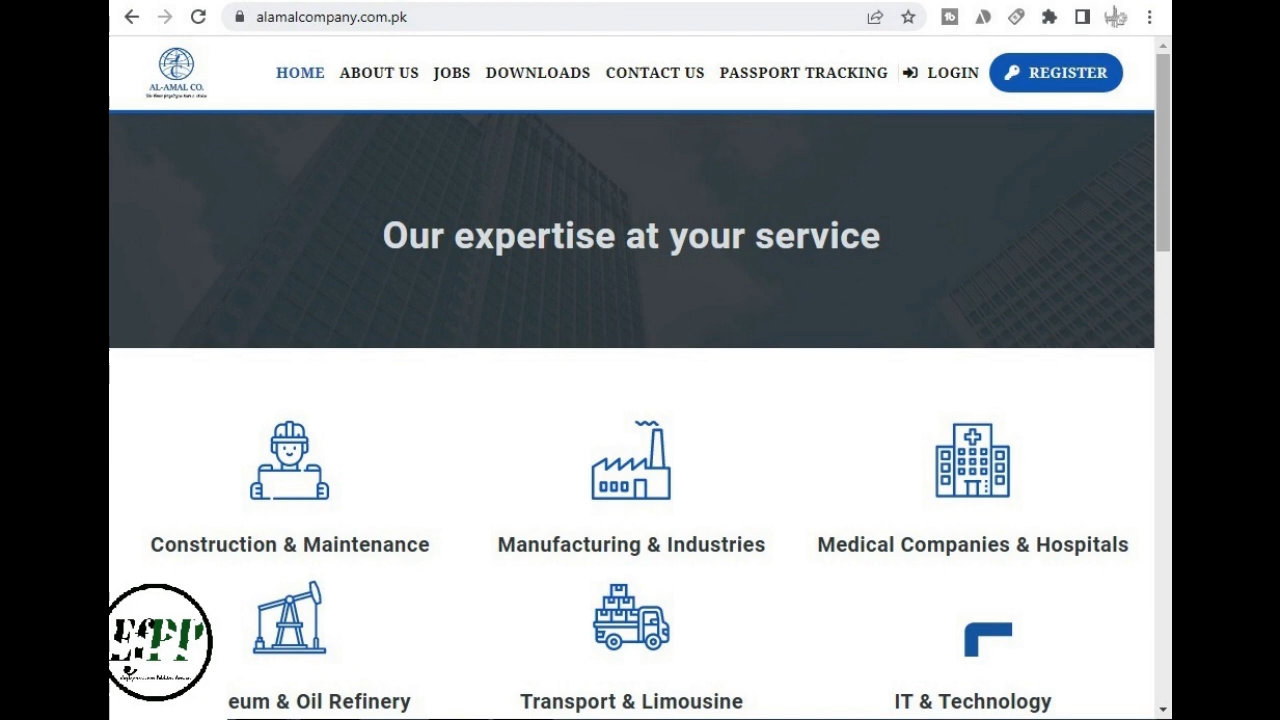 alamalcompany.com.pk
AL-AMAL CO.
HOME ABOUT US JOBS DOWNLOADS CONTACT US PASSPORT TRACKING LOGIN REGISTER
Our expertise at your service
Construction & Maintenance Manufacturing & Industries Medical Companies & Hospitals
EfPP
eum & Oil Refinery Transport & Limousine IT & Technology